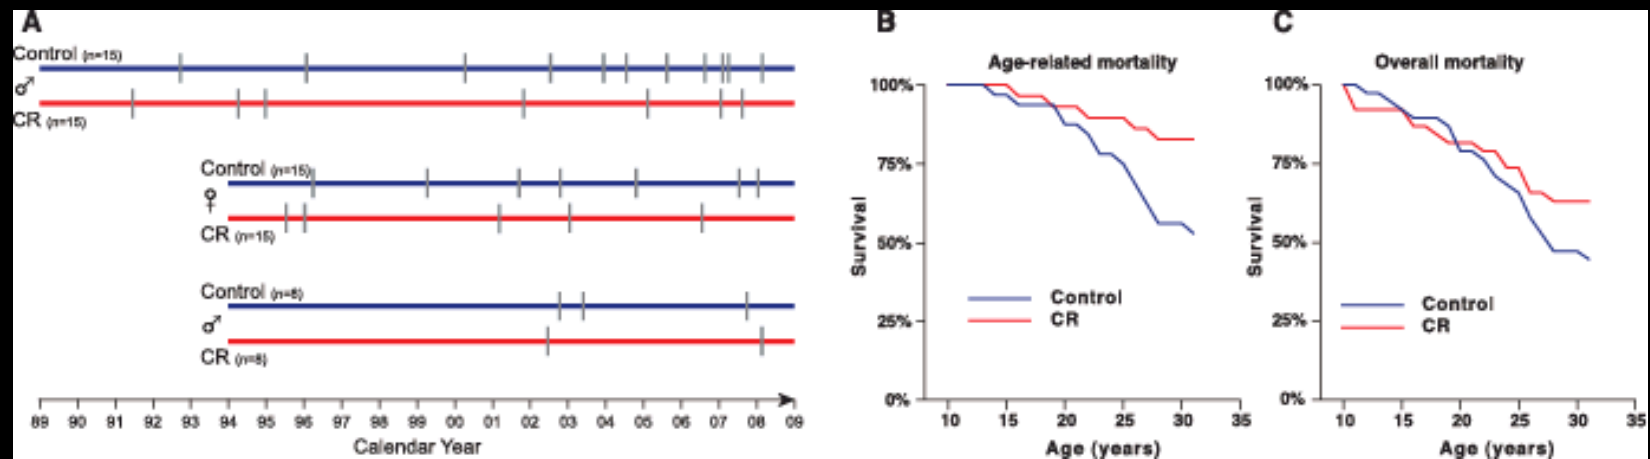 A
Control (n=15)
♂
CR (n=15)
Control (n=15)
♀
CR (n=15)
Control (n=8)
♂
CR (n=8)
89 90 91 92 93 94 95 96 97 98 99 00 01 02 03 04 05 06 07 08 09
Calendar Year
B
Age-related mortality
100%
75%
50%
25%
0%
Survival
Control
CR
10 15 20 25 30 35
Age (years)
C
Overall mortality
100%
75%
50%
25%
0%
Survival
Control
CR
10 15 20 25 30 35
Age (years)